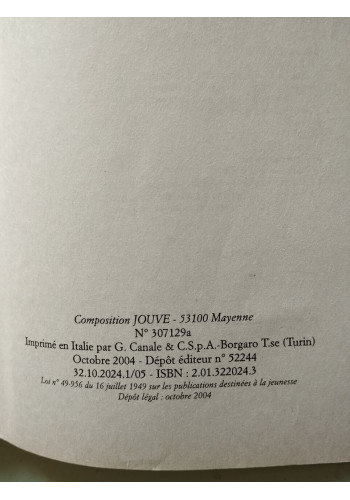 Composition JOUVE - 53100 Mayenne
N° 307129a
Imprimé en Italie par G. Canale & C.S.p.A.-Borgaro T.se (Turin)
Octobre 2004 - Dépôt éditeur n° 52244
32.10.2024.1/05 - ISBN : 2.01.322024.3
Loi n° 49-956 du 16 juillet 1949 sur les publications destinées à la jeunesse
Dépôt légal : octobre 2004